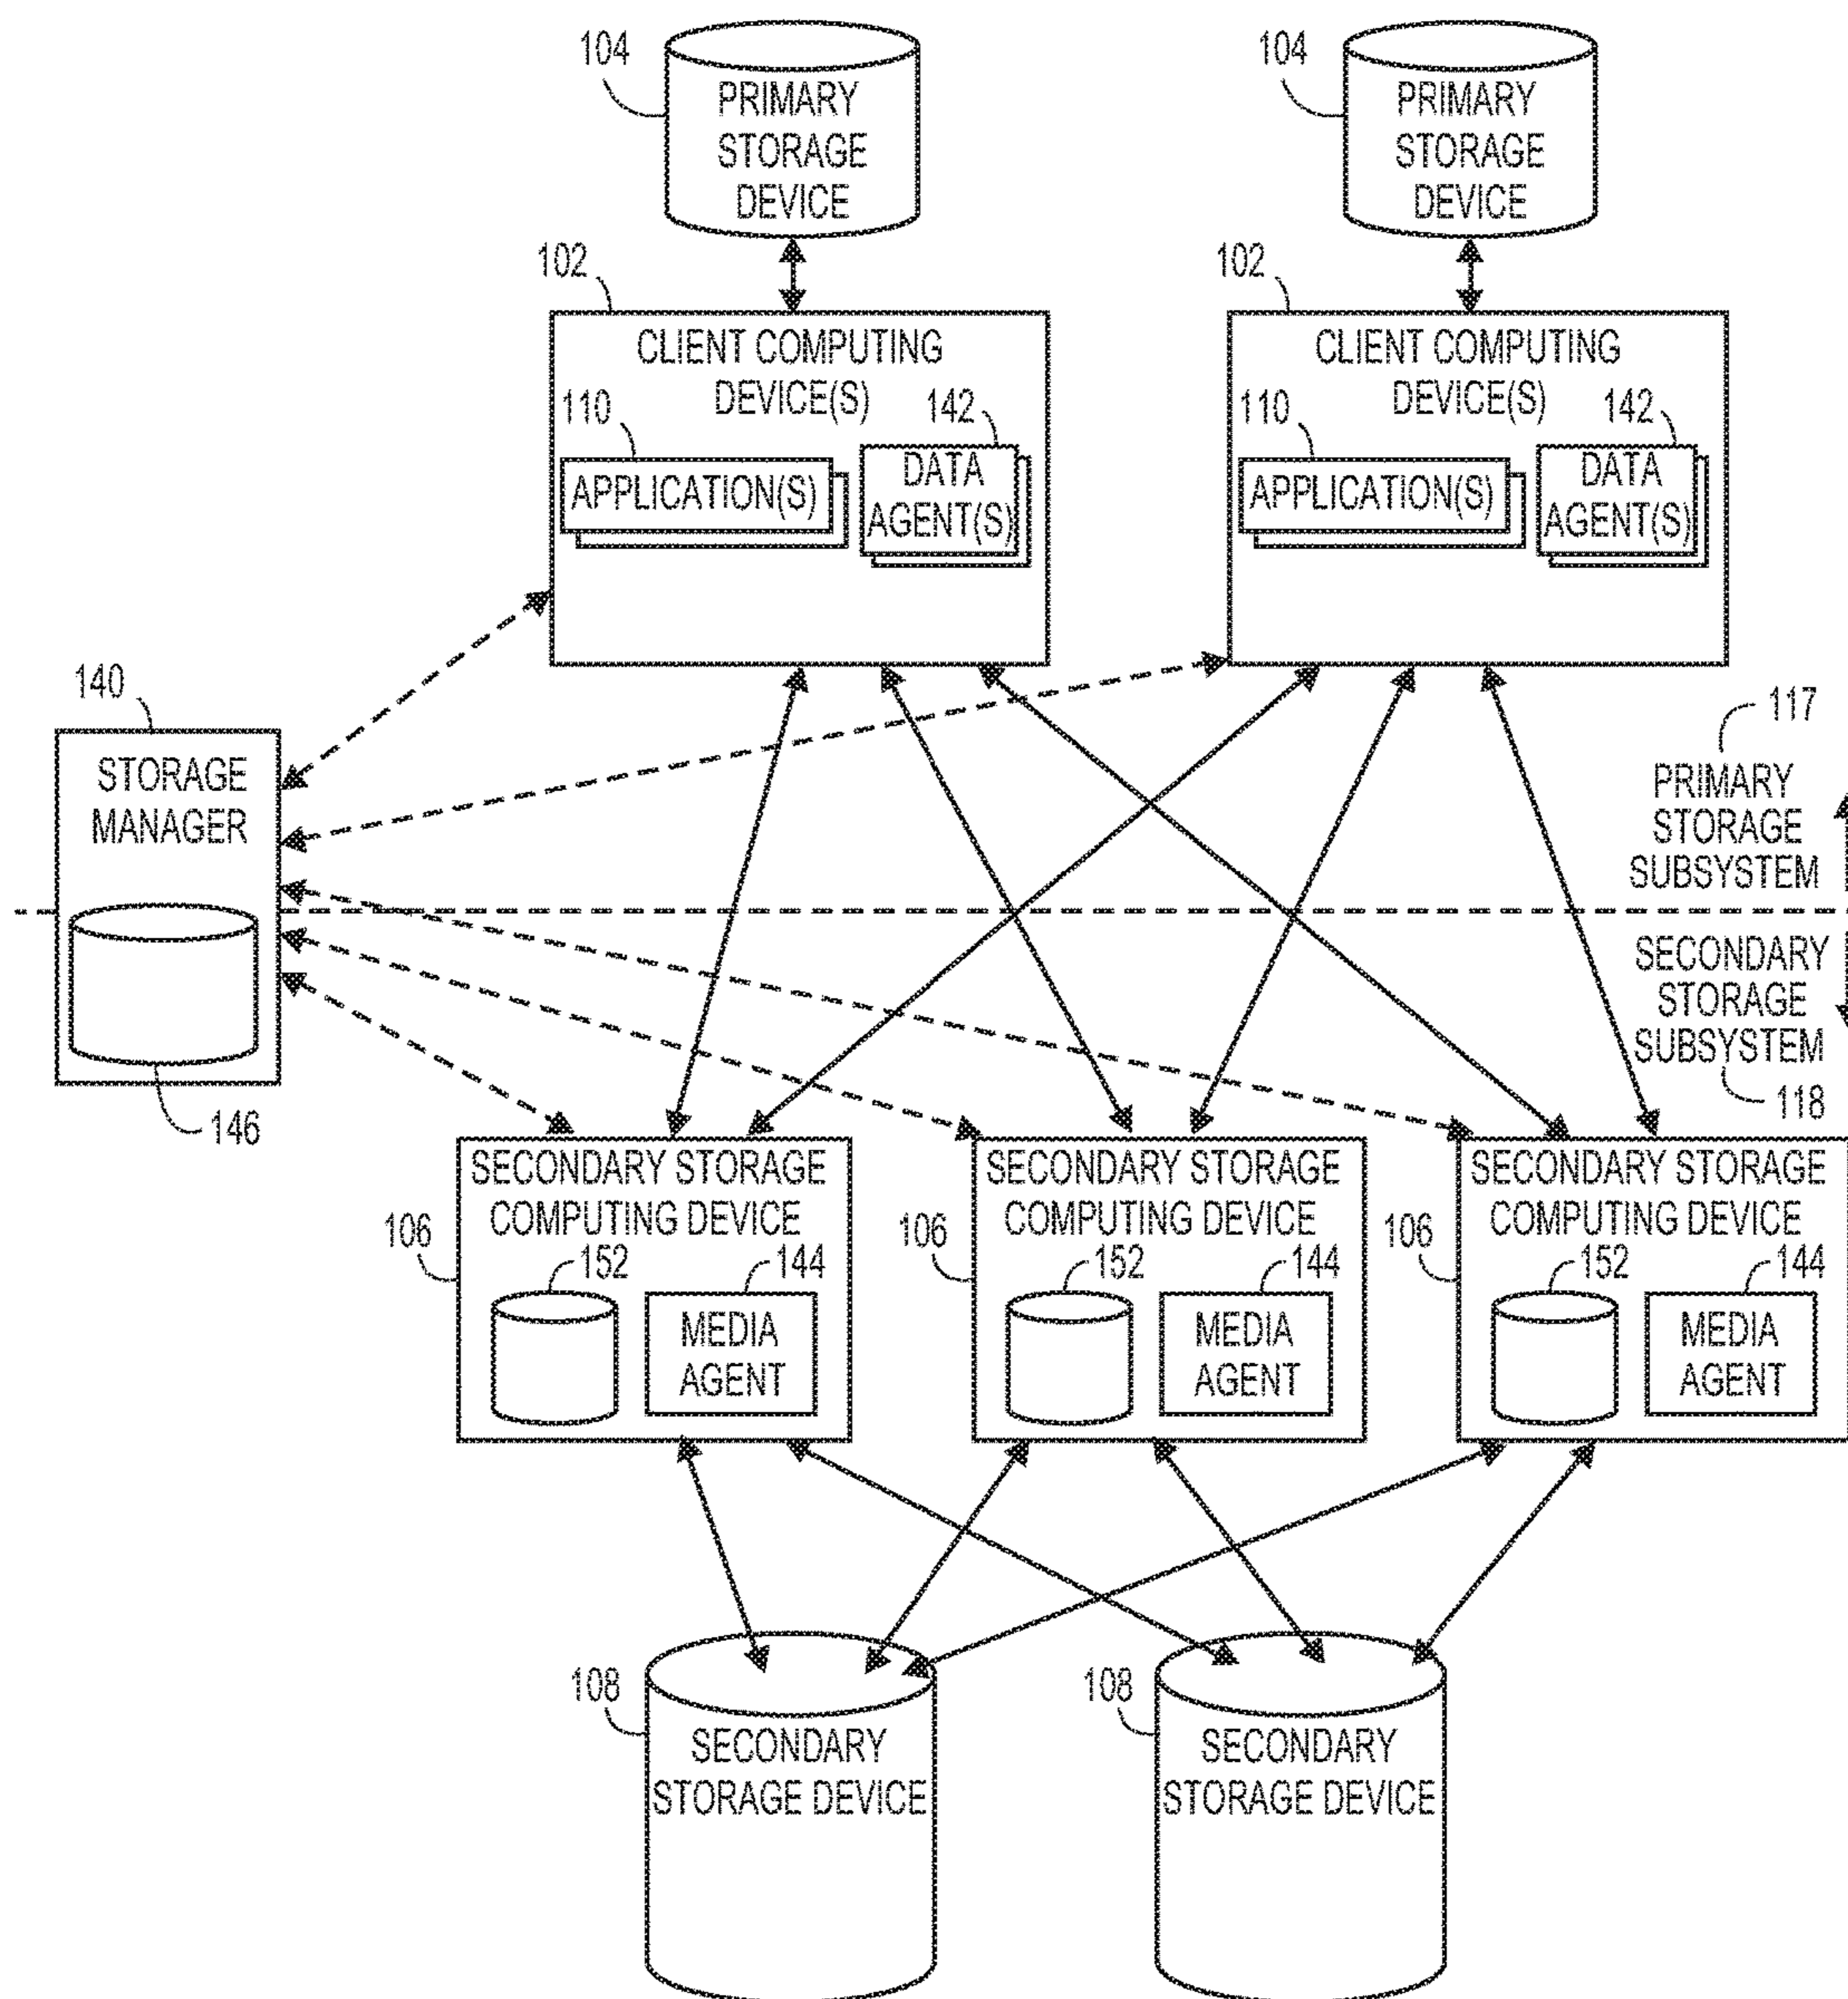 104
PRIMARY
STORAGE
DEVICE
104
PRIMARY
STORAGE
DEVICE
102
CLIENT COMPUTING
DEVICE(S)
110
APPLICATION(S)
142
DATA
AGENT(S)
102
CLIENT COMPUTING
DEVICE(S)
110
APPLICATION(S)
142
DATA
AGENT(S)
140
STORAGE
MANAGER
146
117
PRIMARY
STORAGE
SUBSYSTEM
SECONDARY
STORAGE
SUBSYSTEM
118
106
SECONDARY STORAGE
COMPUTING DEVICE
152
144
MEDIA
AGENT
106
SECONDARY STORAGE
COMPUTING DEVICE
152
144
MEDIA
AGENT
106
SECONDARY STORAGE
COMPUTING DEVICE
152
144
MEDIA
AGENT
108
SECONDARY
STORAGE DEVICE
108
SECONDARY
STORAGE DEVICE